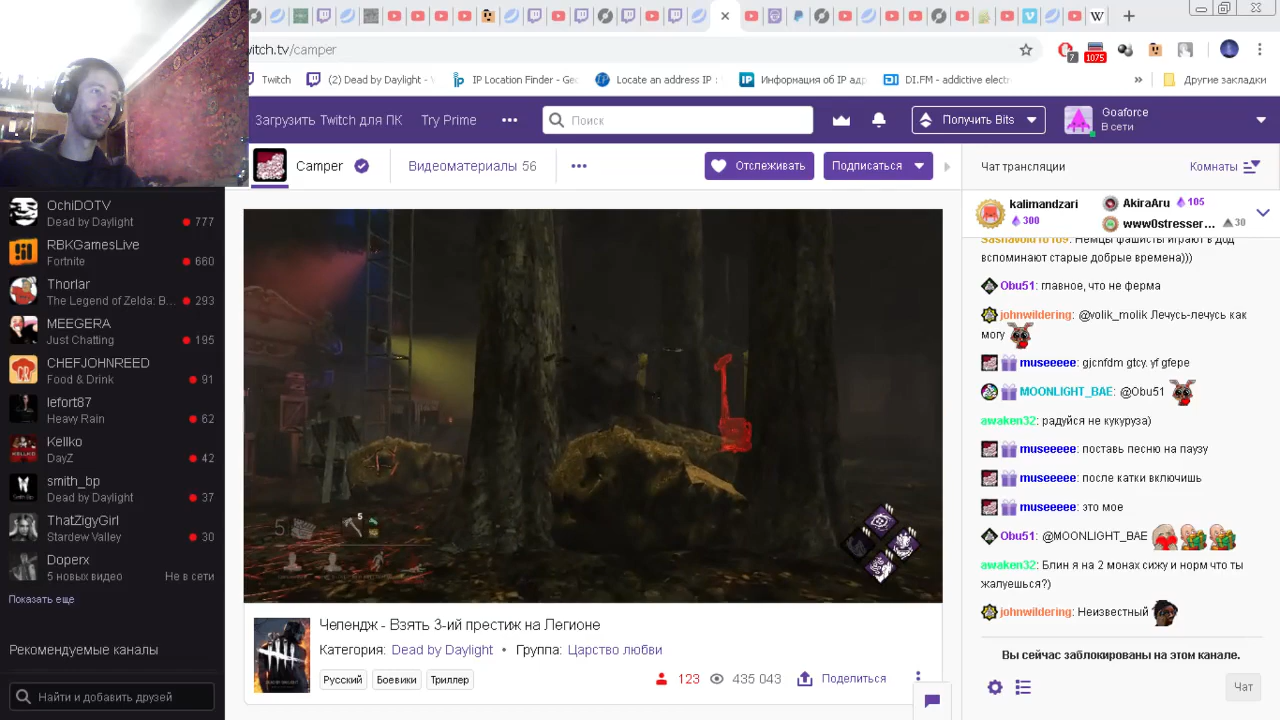 itch.tv/camper
7
1075
Twitch
(2) Dead by Daylight - \
IP Location Finder - Geo
Locate an address IP :
Информация об IP адр
DI.FM - addictive electr
»
Другие закладки
Загрузить Twitch для ПК
Try Prime
Поиск
Получить Bits
Goaforce
В сети
Camper
Видеоматериалы 56
Отслеживать
Подписаться
Чат трансляции
Комнаты
OchiDOTV
Dead by Daylight
777
RBKGamesLive
Fortnite
660
Thorlar
The Legend of Zelda: B...
293
MEEGERA
Just Chatting
195
CHEFJOHNREED
Food & Drink
91
lefort87
Heavy Rain
62
Kellko
DayZ
42
smith_bp
Dead by Daylight
37
ThatZigyGirl
Stardew Valley
30
Doperx
5 новых видео
Не в сети
Показать еще
Рекомендуемые каналы
Найти и добавить друзей
5
5
Челендж - Взять 3-ий престиж на Легионе
Категория: Dead by Daylight • Группа: Царство любви
Русский
Боевики
Триллер
123
435 043
Поделиться
kalimandzari
300
AkiraAru 105
www0stresser... 30
Немцы фашисты играют в дбд
вспоминают старые добрые времена)))
Obu51: главное, что не ферма
johnwildering: @volik_molik Лечусь-лечусь как
могу
museeeee: gjcnfdm gtcy. yf gfepe
MOONLIGHT_BAE: @Obu51
awaken32: радуйся не кукуруза)
museeeee: поставь песню на паузу
museeeee: после катки включишь
museeeee: это мое
Obu51: @MOONLIGHT_BAE
awaken32: Блин я на 2 монах сижу и норм что ты
жалуешься?)
johnwildering: Неизвестный
Вы сейчас заблокированы на этом канале.
Чат